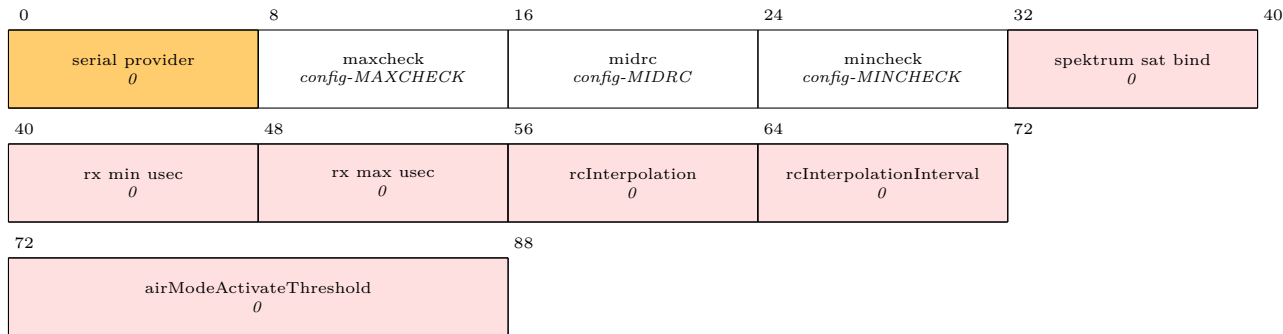 0 8 16 24 32 40
serial provider maxcheck midrc mincheck spektrum sat bind
0 config-MAXCHECK config-MIDRC config-MINCHECK 0
40 48 56 64 72
rx min usec rx max usec rcInterpolation rcInterpolationInterval
0 0 0 0
72 88
airModeActivateThreshold
0